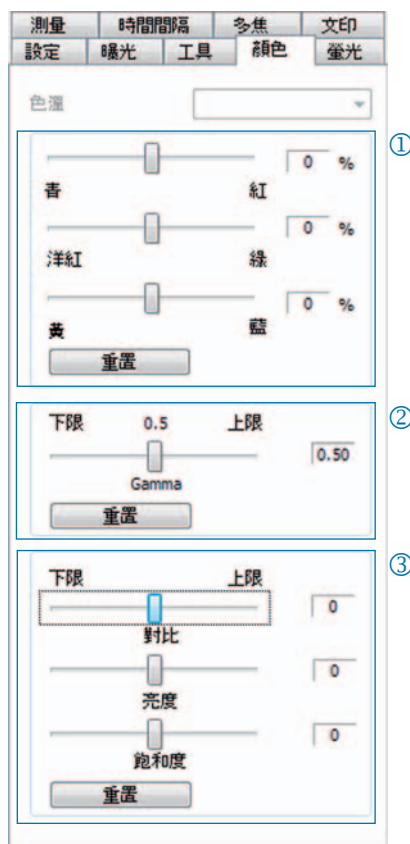 測量 時間間隔 多焦 文印
設定 曝光 工具 顏色 螢光
色溫
①
0 %
青 紅
0 %
洋紅 綠
0 %
黃 藍
重置
②
下限 0.5 上限
0.50
Gamma
重置
③
下限 上限
0
對比
0
亮度
0
飽和度
重置